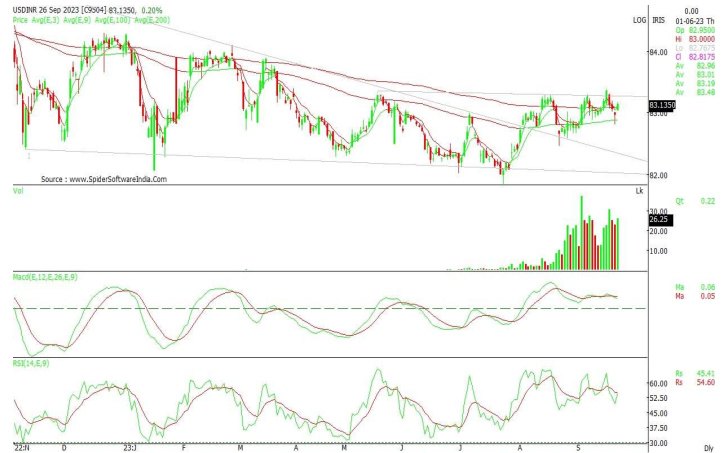 USDINR 26 Sep 2023 [C9S04] 83,1350, 0.20%
Price Avg(E,3) Avg(E,9) Avg(E,100) Avg(E,200)
LOG
IRIS
0.00
01-06-23 Th
Op 82.9500
Hi 83.0000
Lo 82.7675
Cl 82.8175
Av 82.96
Av 83.01
Av 83.19
Av 83.48
84.00
83.1350
83.00
82.00
Source : www.SpiderSoftwareIndia.Com
Vol
Lk
Qt 0.22
30.00
26.25
20.00
10.00
Macd(E,12,E,26,E,9)
Ma 0.06
Ma 0.05
RSI(14,E,9)
Rs 45.41
Rs 54.60
60.00
52.50
45.00
37.50
30.00
22:N D 23:J F M A M J J A S
Dly